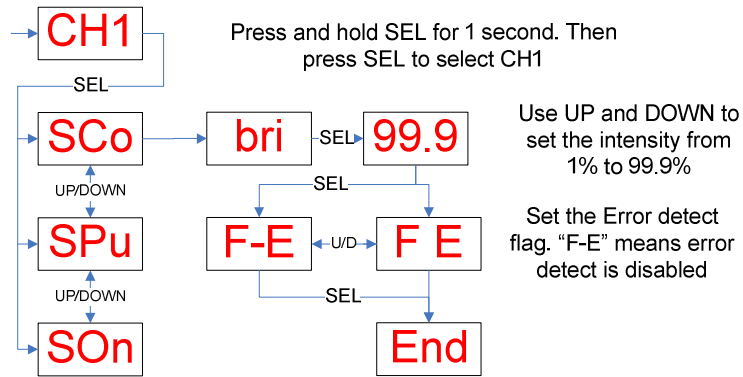 CH1
Press and hold SEL for 1 second. Then
press SEL to select CH1
SEL
SCo
bri
SEL
99.9
Use UP and DOWN to
set the intensity from
1% to 99.9%
UP/DOWN
SEL
SPu
F-E
U/D
F E
Set the Error detect
flag. “F-E” means error
detect is disabled
UP/DOWN
SEL
SOn
End